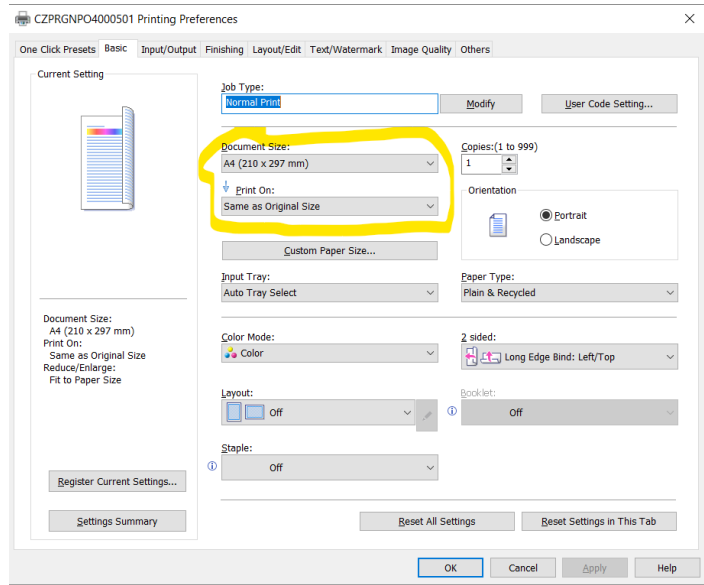 CZPRGNPO4000501 Printing Preferences
One Click Presets Basic Input/Output Finishing Layout/Edit Text/Watermark Image Quality Others
Current Setting
Job Type:
Normal Print
Modify
User Code Setting...
Document Size:
A4 (210 x 297 mm)
Print On:
Same as Original Size
Custom Paper Size...
Copies:(1 to 999)
1
Orientation
Portrait
Landscape
Input Tray:
Auto Tray Select
Paper Type:
Plain & Recycled
Document Size:
A4 (210 x 297 mm)
Print On:
Same as Original Size
Reduce/Enlarge:
Fit to Paper Size
Color Mode:
Color
2 sided:
Long Edge Bind: Left/Top
Layout:
Off
Booklet:
Off
Staple:
Off
Register Current Settings...
Settings Summary
Reset All Settings
Reset Settings in This Tab
OK
Cancel
Apply
Help